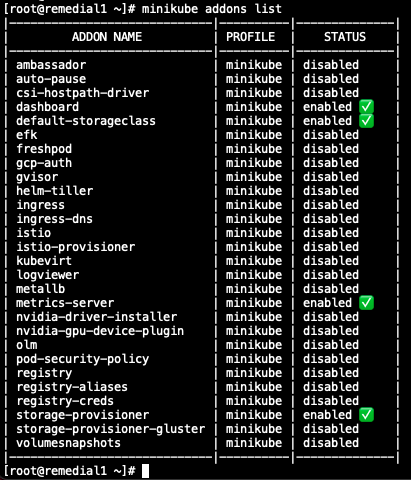 [root@remedial1 ~]# minikube addons list
|-----------------------------|----------|--------------|
| ADDON NAME | PROFILE | STATUS |
|-----------------------------|----------|--------------|
| ambassador | minikube | disabled |
| auto-pause | minikube | disabled |
| csi-hostpath-driver | minikube | disabled |
| dashboard | minikube | enabled ✅ |
| default-storageclass | minikube | enabled ✅ |
| efk | minikube | disabled |
| freshpod | minikube | disabled |
| gcp-auth | minikube | disabled |
| gvisor | minikube | disabled |
| helm-tiller | minikube | disabled |
| ingress | minikube | disabled |
| ingress-dns | minikube | disabled |
| istio | minikube | disabled |
| istio-provisioner | minikube | disabled |
| kubevirt | minikube | disabled |
| logviewer | minikube | disabled |
| metallb | minikube | disabled |
| metrics-server | minikube | enabled ✅ |
| nvidia-driver-installer | minikube | disabled |
| nvidia-gpu-device-plugin | minikube | disabled |
| olm | minikube | disabled |
| pod-security-policy | minikube | disabled |
| registry | minikube | disabled |
| registry-aliases | minikube | disabled |
| registry-creds | minikube | disabled |
| storage-provisioner | minikube | enabled ✅ |
| storage-provisioner-gluster | minikube | disabled |
| volumesnapshots | minikube | disabled |
|-----------------------------|----------|--------------|
[root@remedial1 ~]#